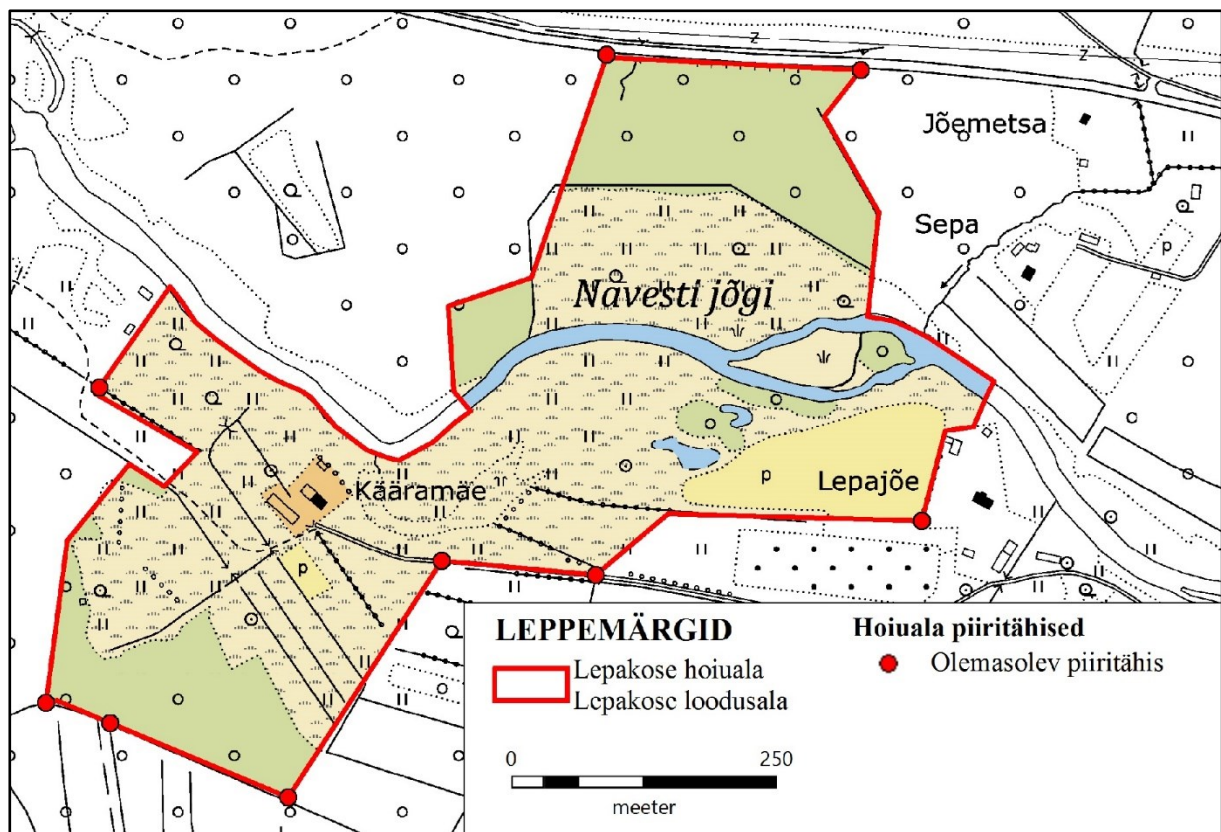 z
z
Jõemetsa
Sepa
p
Navesti jõgi
Kääramäe
p
Lepajõe
p
LEPPEMÄRGID
Lepakose hoiuala
Lepakose loodusala
Hoiuala piiritähised
Olemasolev piiritähis
0
250
meeter